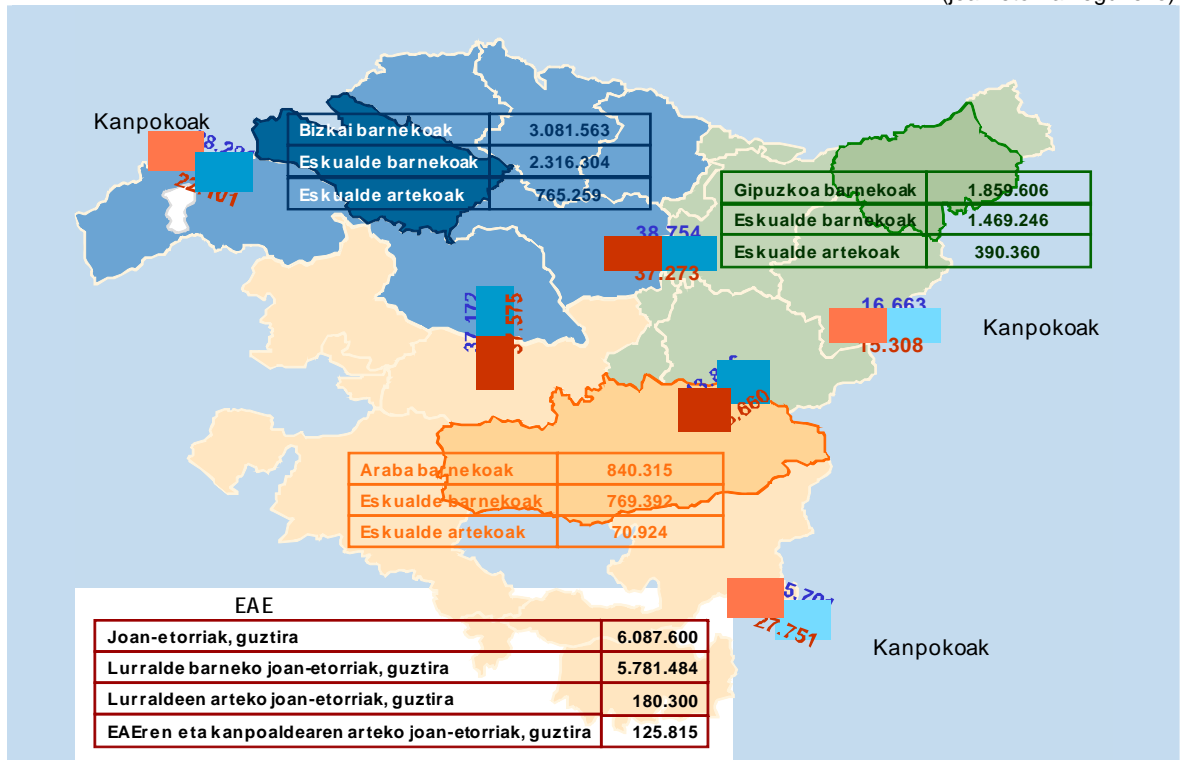 Kanpokoak
22.101
Bizkai barnekoak 3.081.563
Eskualde barnekoak 2.316.304
Eskualde artekoak 765.259
Gipuzkoa barnekoak 1.859.606
Eskualde barnekoak 1.469.246
Eskualde artekoak 390.360
38.754
37.273
16.663
15.308
Kanpokoak
37.172
Araba barnekoak 840.315
Eskualde barnekoak 769.392
Eskualde artekoak 70.924
27.751
Kanpokoak
EAE
Joan-etorriak, guztira 6.087.600
Lurralde barneko joan-etorriak, guztira 5.781.484
Lurraldeen arteko joan-etorriak, guztira 180.300
EAEren eta kanpoaldearen arteko joan-etorriak, guztira 125.815